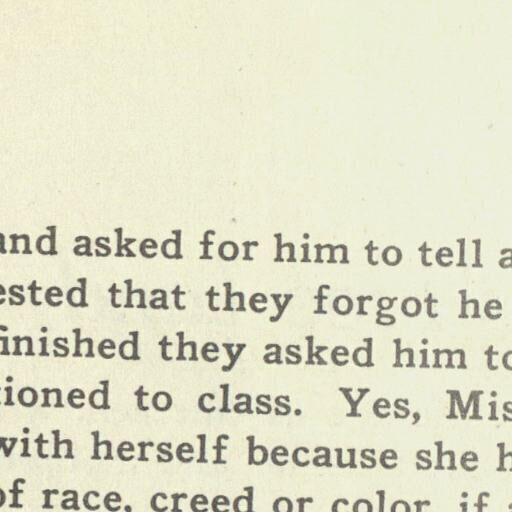 and asked for him to tell a
ested that they forgot he
finished they asked him to
tioned to class. Yes, Mis
with herself because she h
of race, creed or color, if